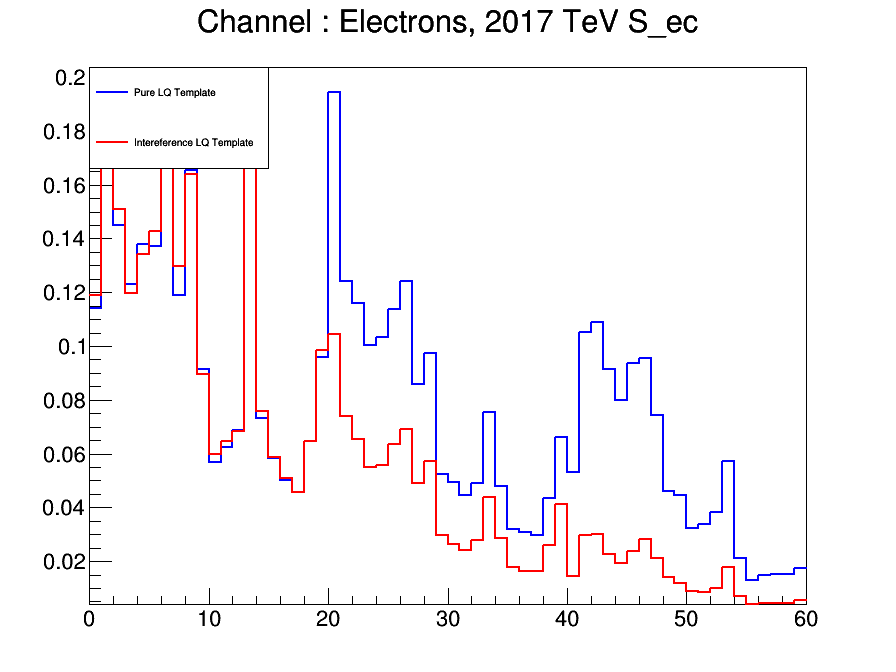 Channel : Electrons, 2017 TeV S_ec
Pure LQ Template
Intereference LQ Template
0.2
0.18
0.16
0.14
0.12
0.1
0.08
0.06
0.04
0.02
0 10 20 30 40 50 60